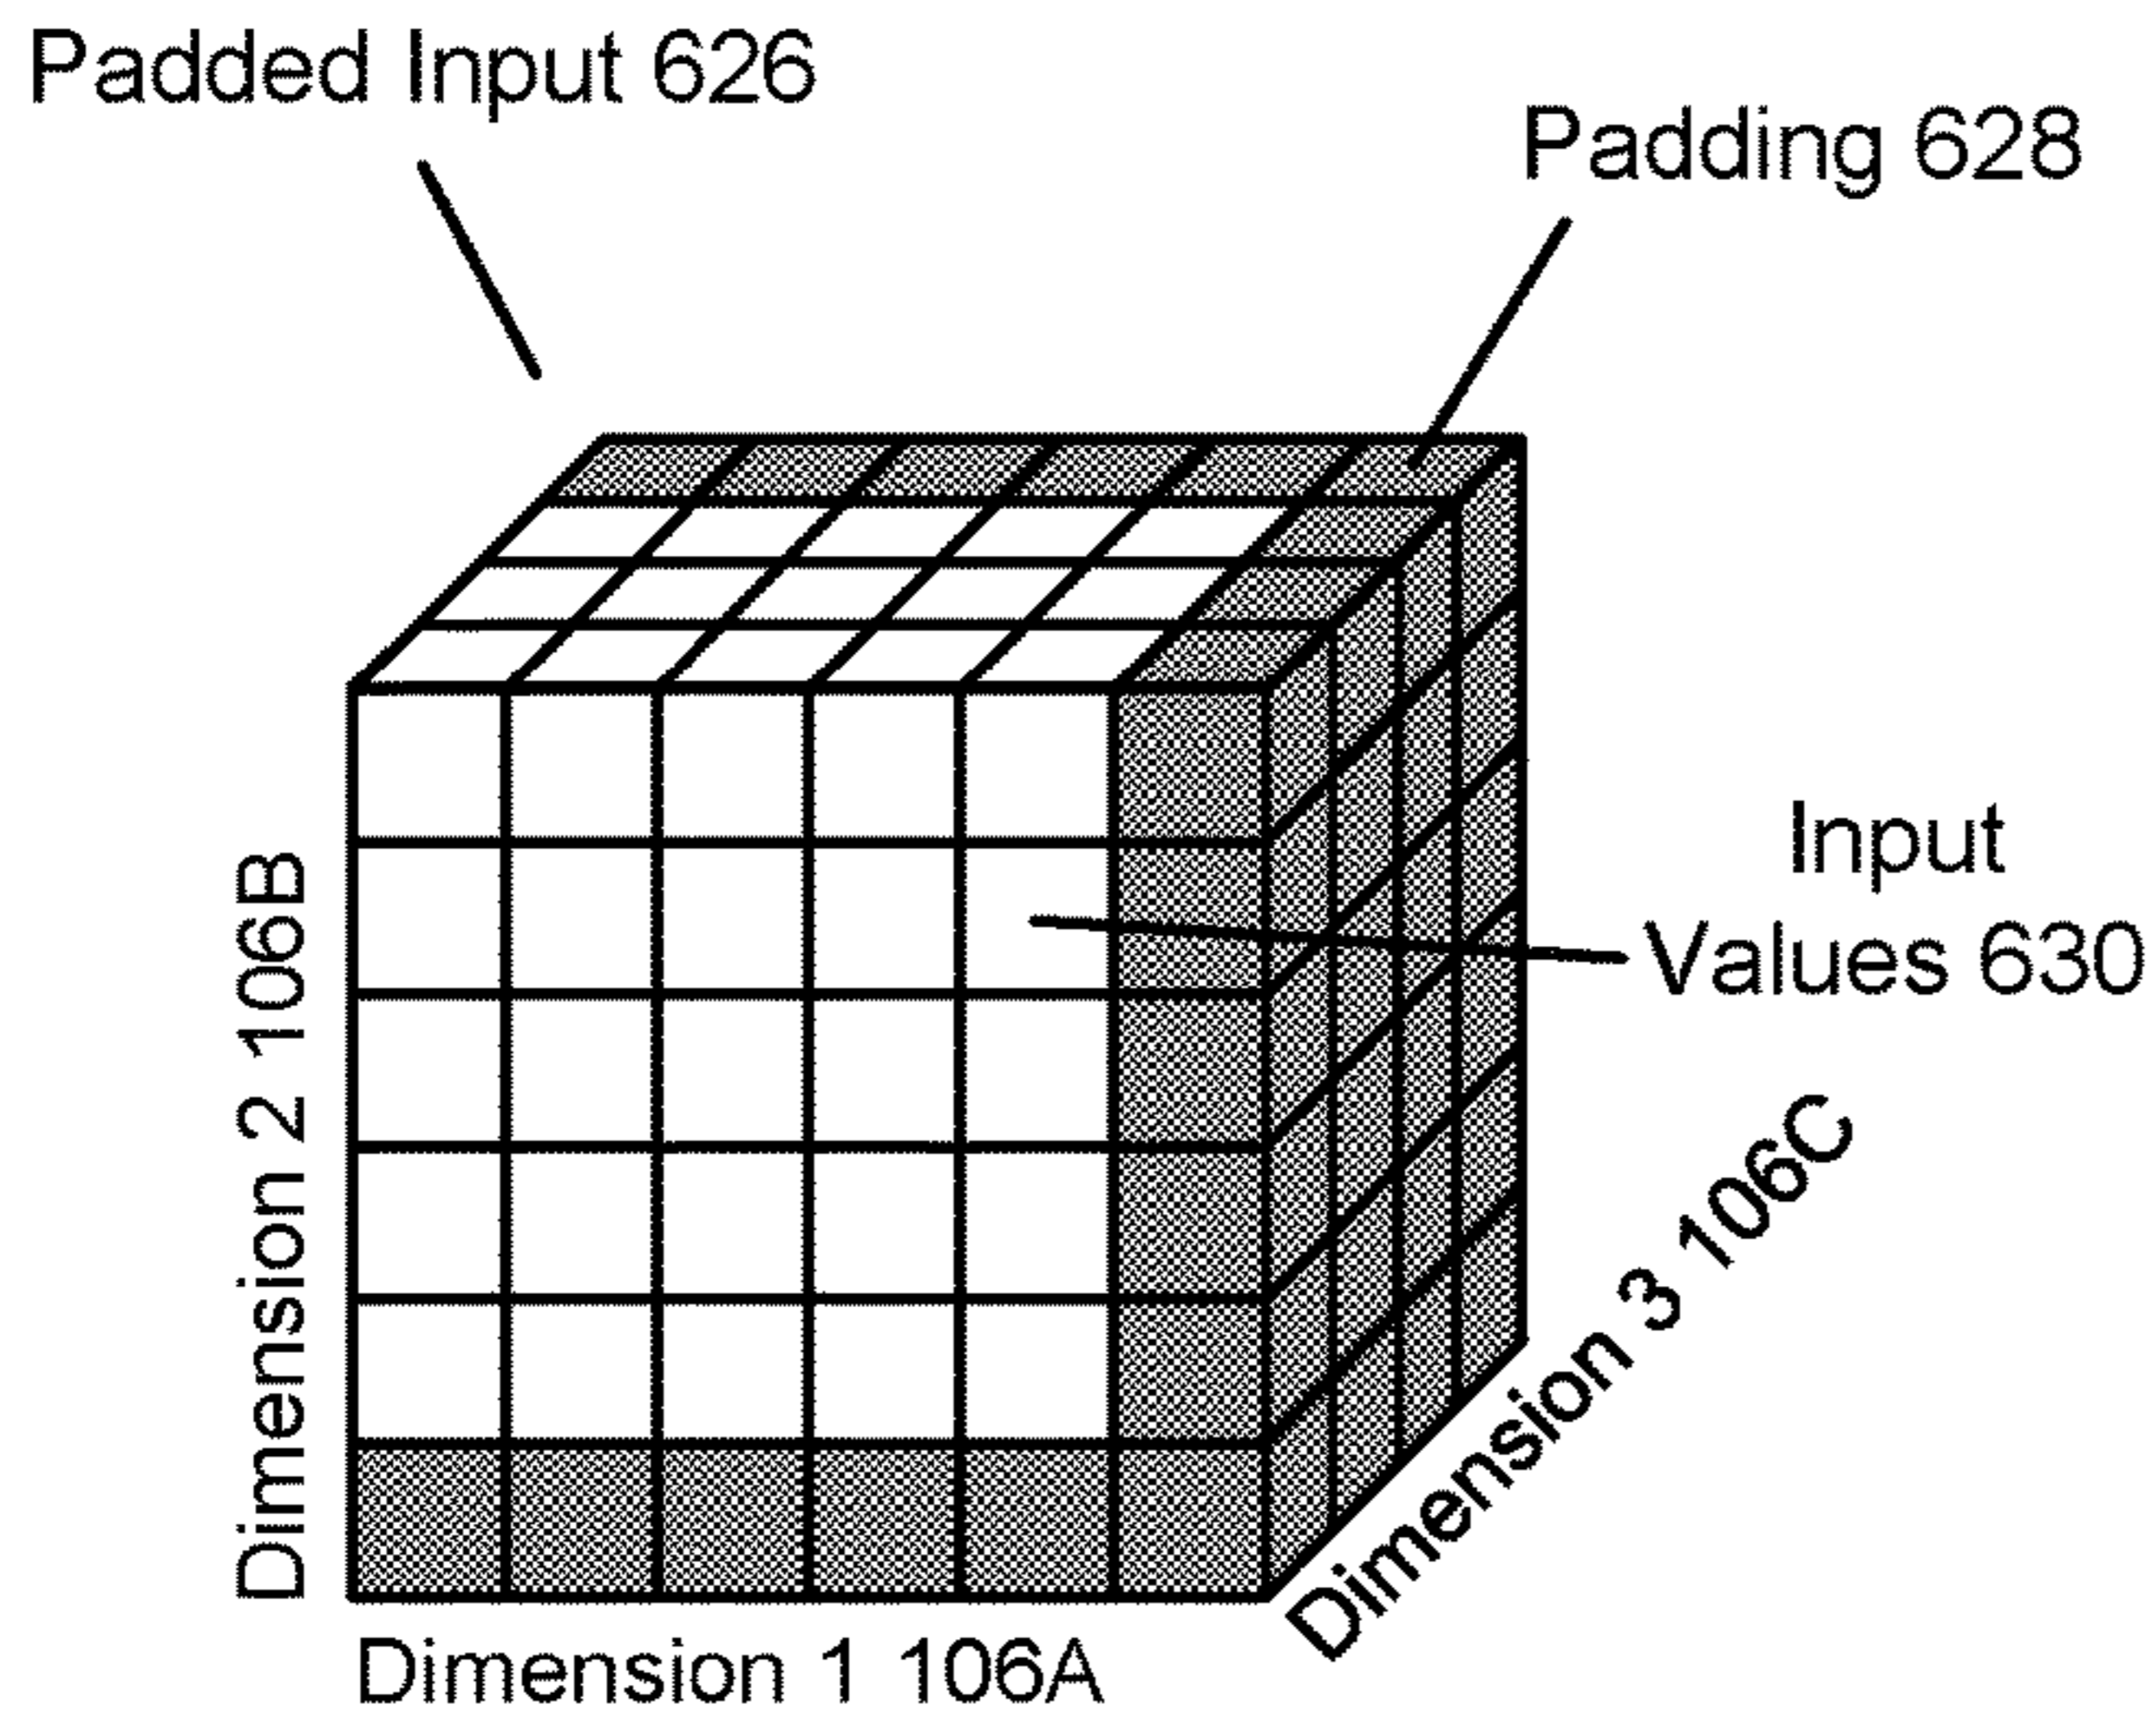 Padded Input 626
Padding 628
Input
Values 630
Dimension 2 106B
Dimension 3 106C
Dimension 1 106A